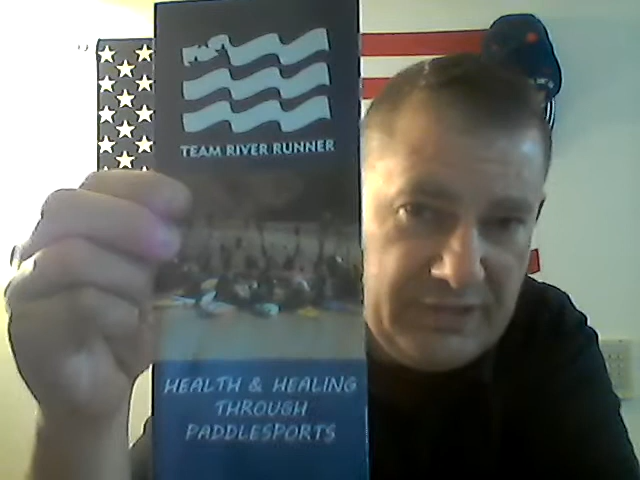 TEAM RIVER RUNNER
HEALTH & HEALING
THROUGH
PADDLESPORTS